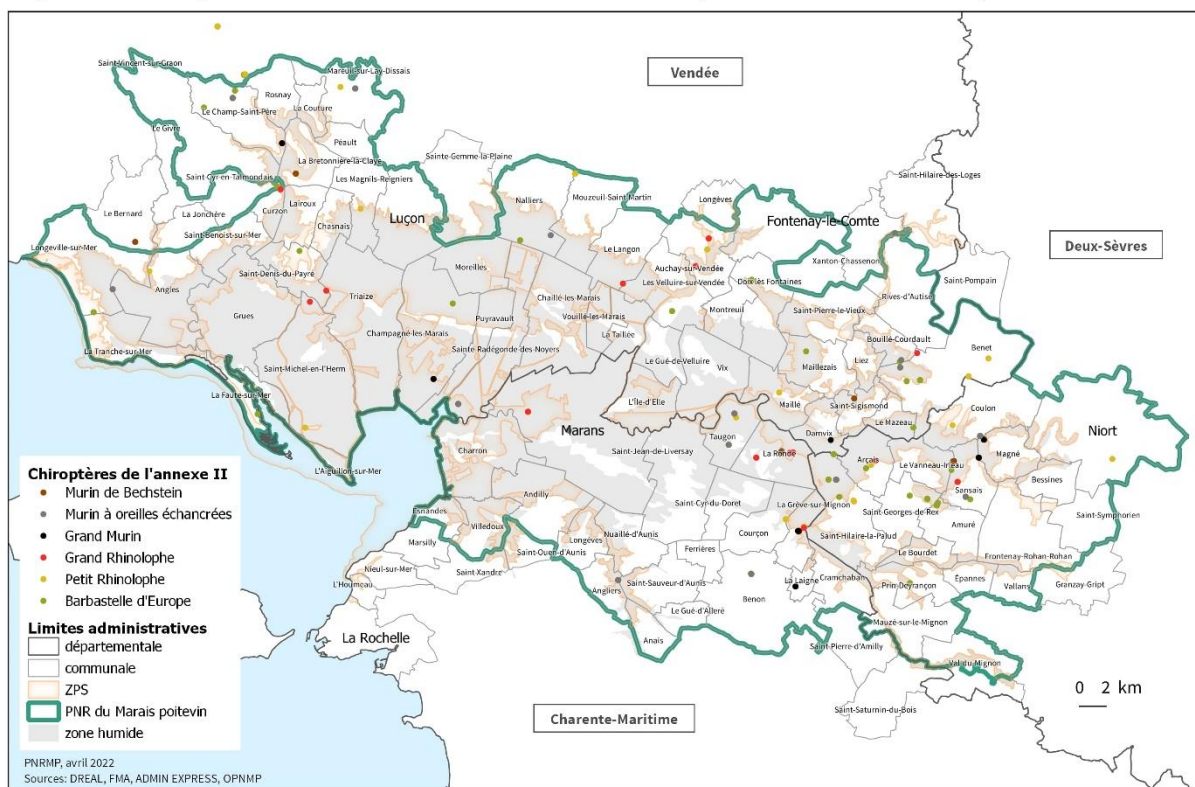 Vendée
Saint-Vincent-sur-Graon
Mareuil-sur-Lay-Dissais
Rosnay
Le Champ-Saint-Père
La Couture
Le Givre
Péault
Sainte-Gemme-la-Plaine
La Bretonnière-la-Claye
Saint-Cyr-en-Talmondais
Les Magnils-Reigniers
Saint-Hilaire-des-Loges
Le Bernard
La Jonchère
Curzon
Lairoux
Luçon
Nalliers
Mouzeuil-Saint-Martin
Longèves
Fontenay-le-Comte
Chasnais
Saint-Benoist-sur-Mer
Deux-Sèvres
Longeville-sur-Mer
Le Langon
Xanton-Chassenon
Saint-Denis-du-Payré
Moreilles
Auchay-sur-Vendée
Angles
Les Velluire-sur-Vendée
Doix lès Fontaines
Saint-Pompain
Triaize
Chaillé-les-Marais
Rives-d'Autise
Grues
Puyravault
Vouillé-les-Marais
Montreuil
Saint-Pierre-le-Vieux
Champagné-les-Marais
La Taillée
Bouillé-Courdault
La Tranche-sur-Mer
Sainte Radégonde-des-Noyers
Benet
Saint-Michel-en-l'Herm
Le Gué-de-Velluire
Vix
Maillezais
Liez
La Faute-sur-Mer
L'Île-d'Elle
Maillé
Saint-Sigismond
Le Mazeau
Coulon
Marans
Taugon
Damvix
Niort
L'Aiguillon-sur-Mer
Charron
Saint-Jean-de-Liversay
La Ronde
Arçais
Le Vanneau-Irleau
Magné
Bessines
Sansais
Andilly
Saint-Cyr-du-Doret
La Grève-sur-Mignon
Saint-Georges-de-Rex
Amuré
Saint-Symphorien
Esnandes
Villedoux
Nuaillé-d'Aunis
Courçon
Saint-Hilaire-la-Palud
Marsilly
Longèves
Ferrières
Le Bourdet
Frontenay-Rohan-Rohan
Saint-Ouen-d'Aunis
Nieul-sur-Mer
Saint-Xandre
Saint-Sauveur-d'Aunis
Cramchaban
Épannes
Vallans
Granzay-Gript
L'Houmeau
Angliers
Benon
La Laigne
Prin-Deyrançon
Le Gué-d'Alleré
La Rochelle
Anais
Mauzé-sur-le-Mignon
Saint-Pierre-d'Amilly
Val-du-Mignon
Charente-Maritime
Saint-Saturnin-du-Bois
0 2 km
Chiroptères de l'annexe II
Murin de Bechstein
Murin à oreilles échancrées
Grand Murin
Grand Rhinolophe
Petit Rhinolophe
Barbastelle d'Europe
Limites administratives
départementale
communale
ZPS
PNR du Marais poitevin
zone humide
PNRMP, avril 2022
Sources: DREAL, FMA, ADMIN EXPRESS, OPNMP